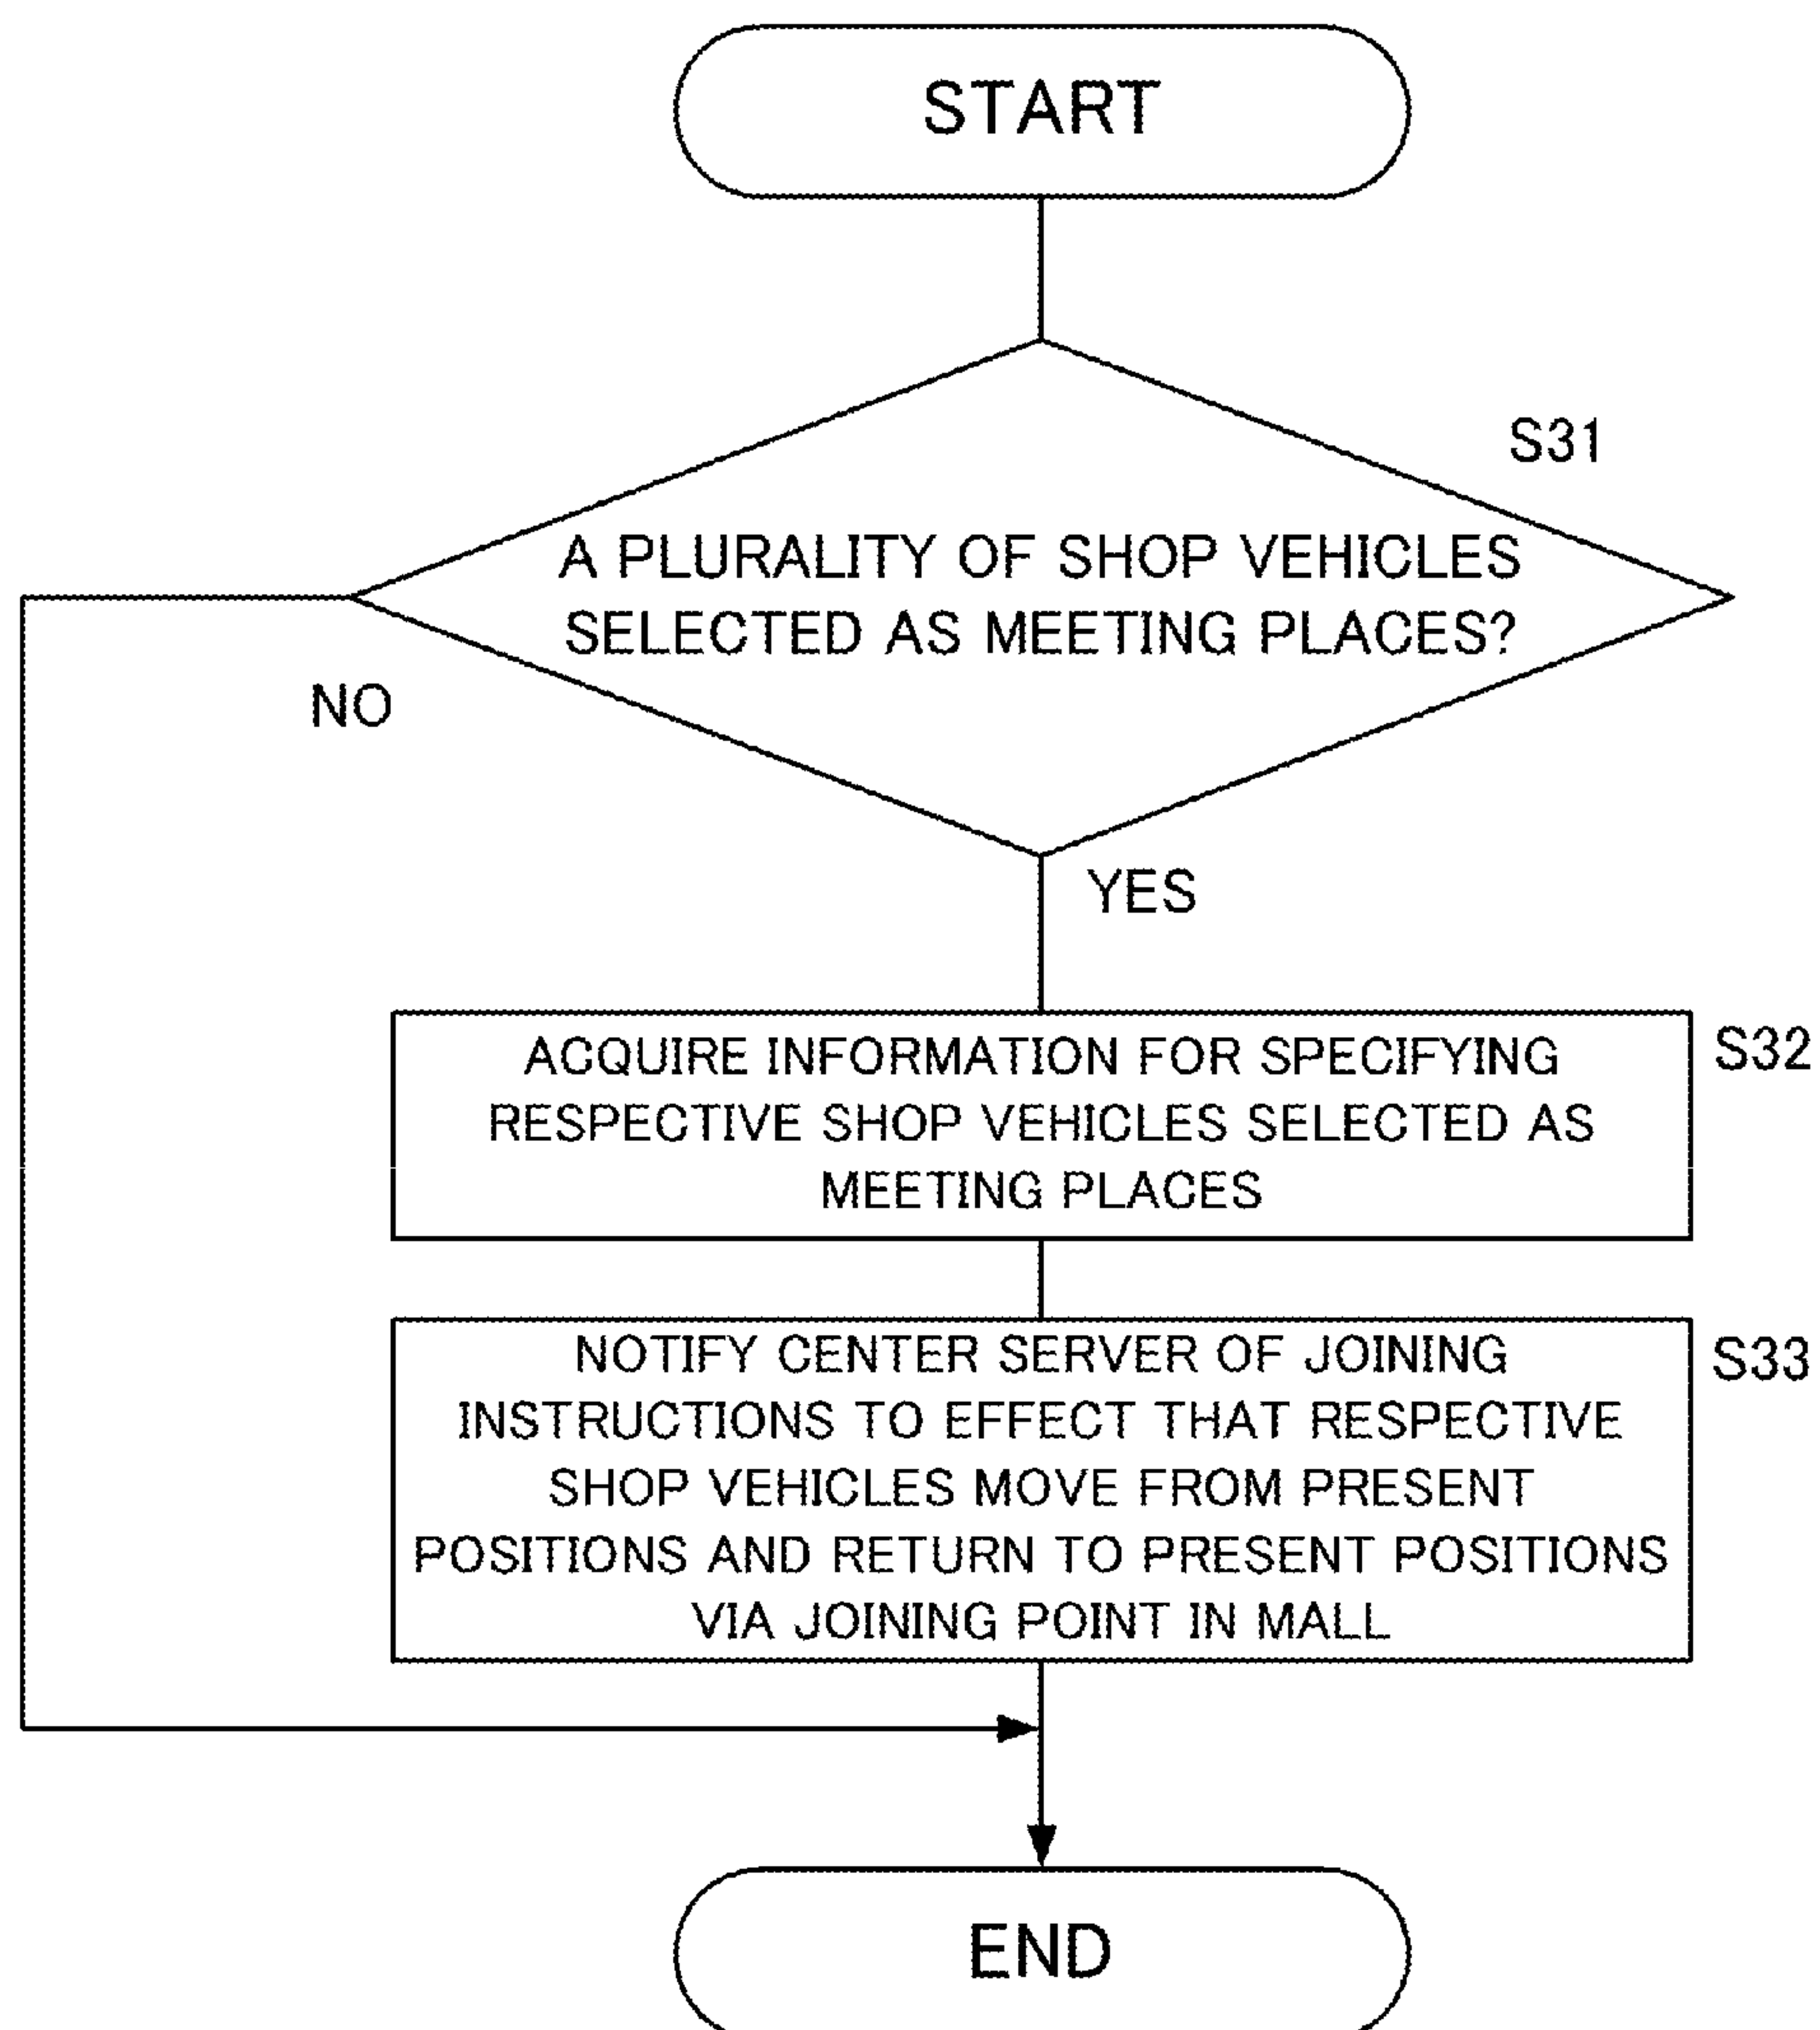 START
S31
A PLURALITY OF SHOP VEHICLES
SELECTED AS MEETING PLACES?
NO
YES
ACQUIRE INFORMATION FOR SPECIFYING
RESPECTIVE SHOP VEHICLES SELECTED AS
MEETING PLACES
S32
NOTIFY CENTER SERVER OF JOINING
INSTRUCTIONS TO EFFECT THAT RESPECTIVE
SHOP VEHICLES MOVE FROM PRESENT
POSITIONS AND RETURN TO PRESENT POSITIONS
VIA JOINING POINT IN MALL
S33
END